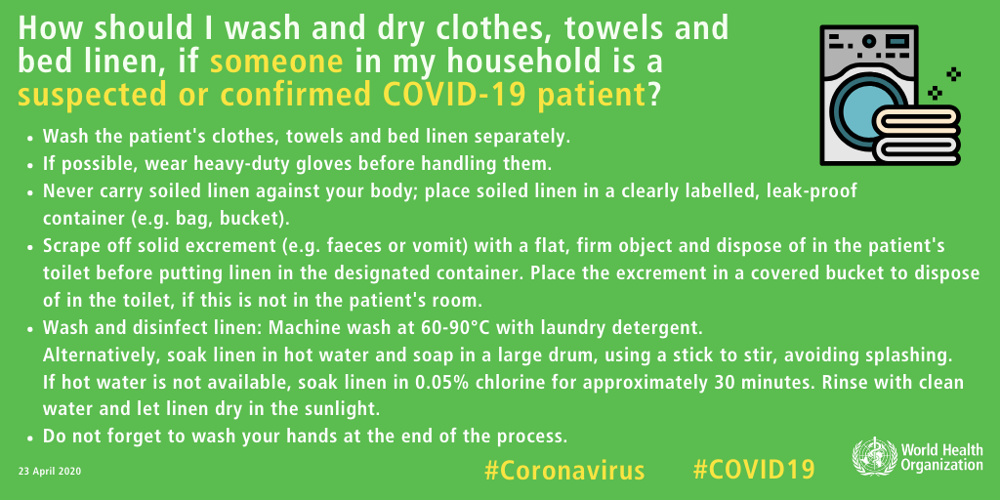 How should I wash and dry clothes, towels and
bed linen, if someone in my household is a
suspected or confirmed COVID-19 patient?
• Wash the patient's clothes, towels and bed linen separately.
• If possible, wear heavy-duty gloves before handling them.
• Never carry soiled linen against your body; place soiled linen in a clearly labelled, leak-proof
container (e.g. bag, bucket).
• Scrape off solid excrement (e.g. faeces or vomit) with a flat, firm object and dispose of in the patient's
toilet before putting linen in the designated container. Place the excrement in a covered bucket to dispose
of in the toilet, if this is not in the patient's room.
• Wash and disinfect linen: Machine wash at 60-90°C with laundry detergent.
Alternatively, soak linen in hot water and soap in a large drum, using a stick to stir, avoiding splashing.
If hot water is not available, soak linen in 0.05% chlorine for approximately 30 minutes. Rinse with clean
water and let linen dry in the sunlight.
• Do not forget to wash your hands at the end of the process.
23 April 2020
#Coronavirus
#COVID19
World Health
Organization